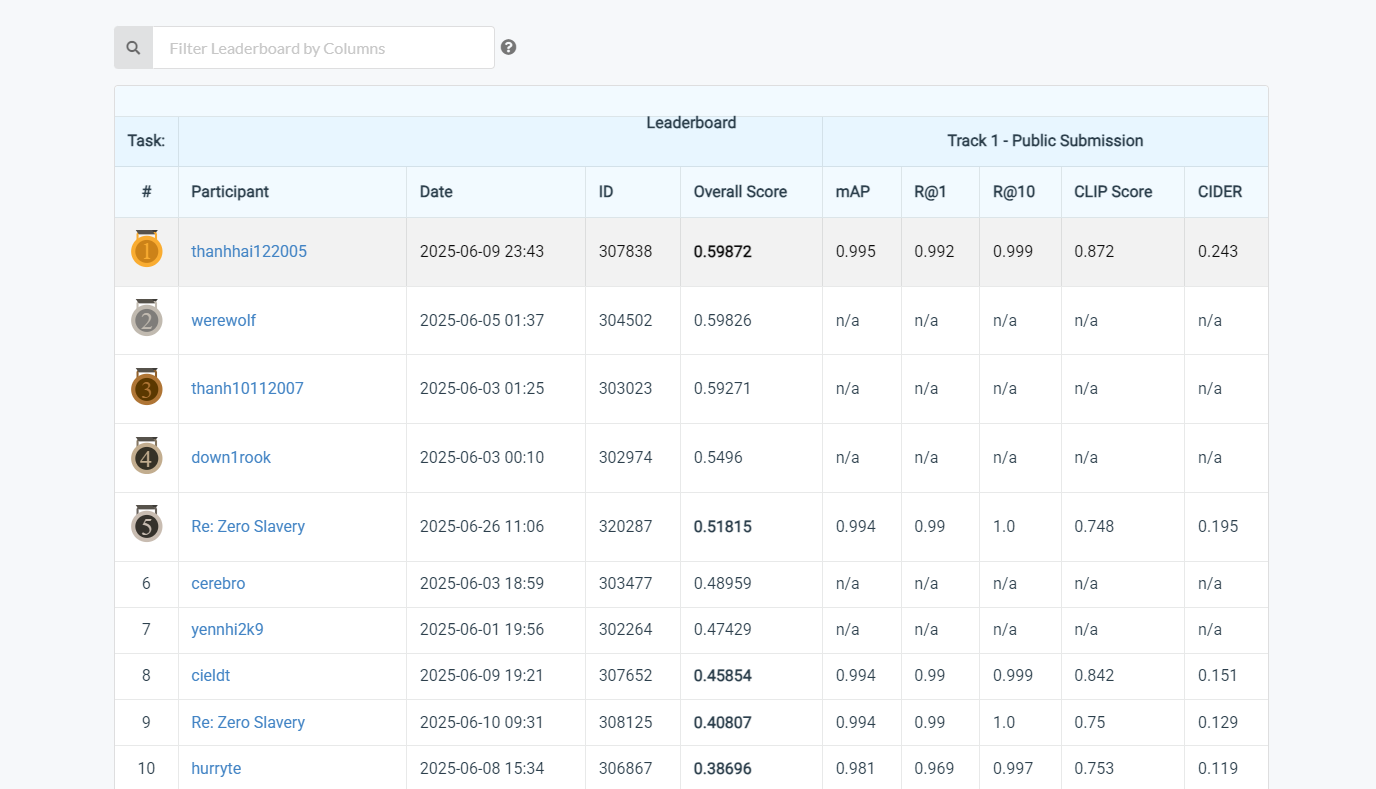 Filter Leaderboard by Columns
Leaderboard
Task: Track 1 - Public Submission
# Participant Date ID Overall Score mAP R@1 R@10 CLIP Score CIDER
1 thanhhai122005 2025-06-09 23:43 307838 0.59872 0.995 0.992 0.999 0.872 0.243
2 werewolf 2025-06-05 01:37 304502 0.59826 n/a n/a n/a n/a n/a
3 thanh10112007 2025-06-03 01:25 303023 0.59271 n/a n/a n/a n/a n/a
4 down1rook 2025-06-03 00:10 302974 0.5496 n/a n/a n/a n/a n/a
5 Re: Zero Slavery 2025-06-26 11:06 320287 0.51815 0.994 0.99 1.0 0.748 0.195
6 cerebro 2025-06-03 18:59 303477 0.48959 n/a n/a n/a n/a n/a
7 yennhi2k9 2025-06-01 19:56 302264 0.47429 n/a n/a n/a n/a n/a
8 cieldt 2025-06-09 19:21 307652 0.45854 0.994 0.99 0.999 0.842 0.151
9 Re: Zero Slavery 2025-06-10 09:31 308125 0.40807 0.994 0.99 1.0 0.75 0.129
10 hurryte 2025-06-08 15:34 306867 0.38696 0.981 0.969 0.997 0.753 0.119